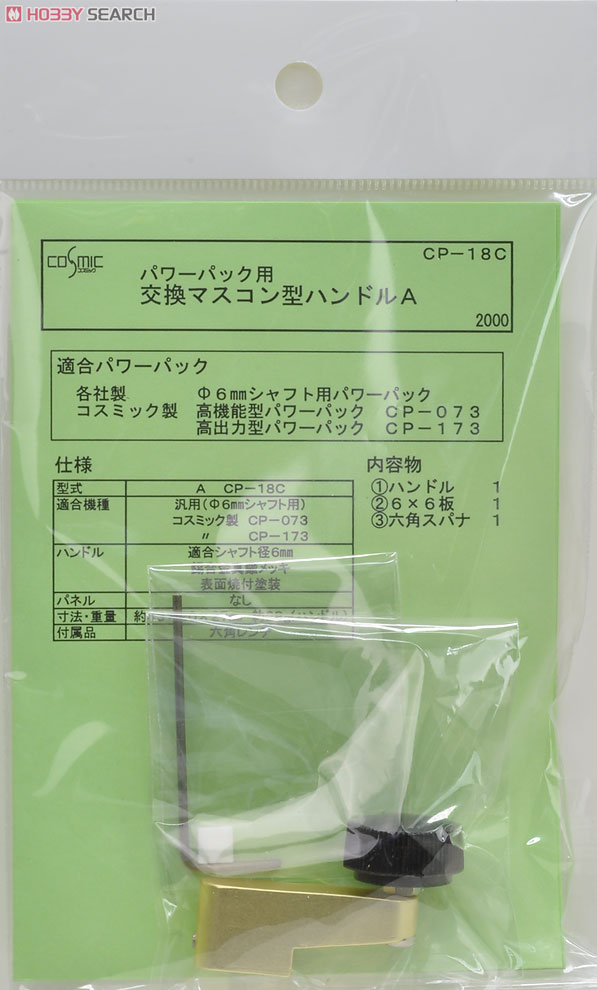 HOBBY SEARCH
COSMIC
コスミック
CP-18C
パワーパック用
交換マスコン型ハンドルA
2000
適合パワーパック
各社製 Φ6mmシャフト用パワーパック
コスミック製 高機能型パワーパック CP-073
高出力型パワーパック CP-173
仕様
型式 A CP-18C
適合機種 汎用(Φ6mmシャフト用)
コスミック製 CP-073
〃 CP-173
ハンドル 適合シャフト径6mm
表面焼付塗装
パネル なし
寸法・重量 約
付属品 六角レンチ
内容物
①ハンドル 1
②6×6板 1
③六角スパナ 1